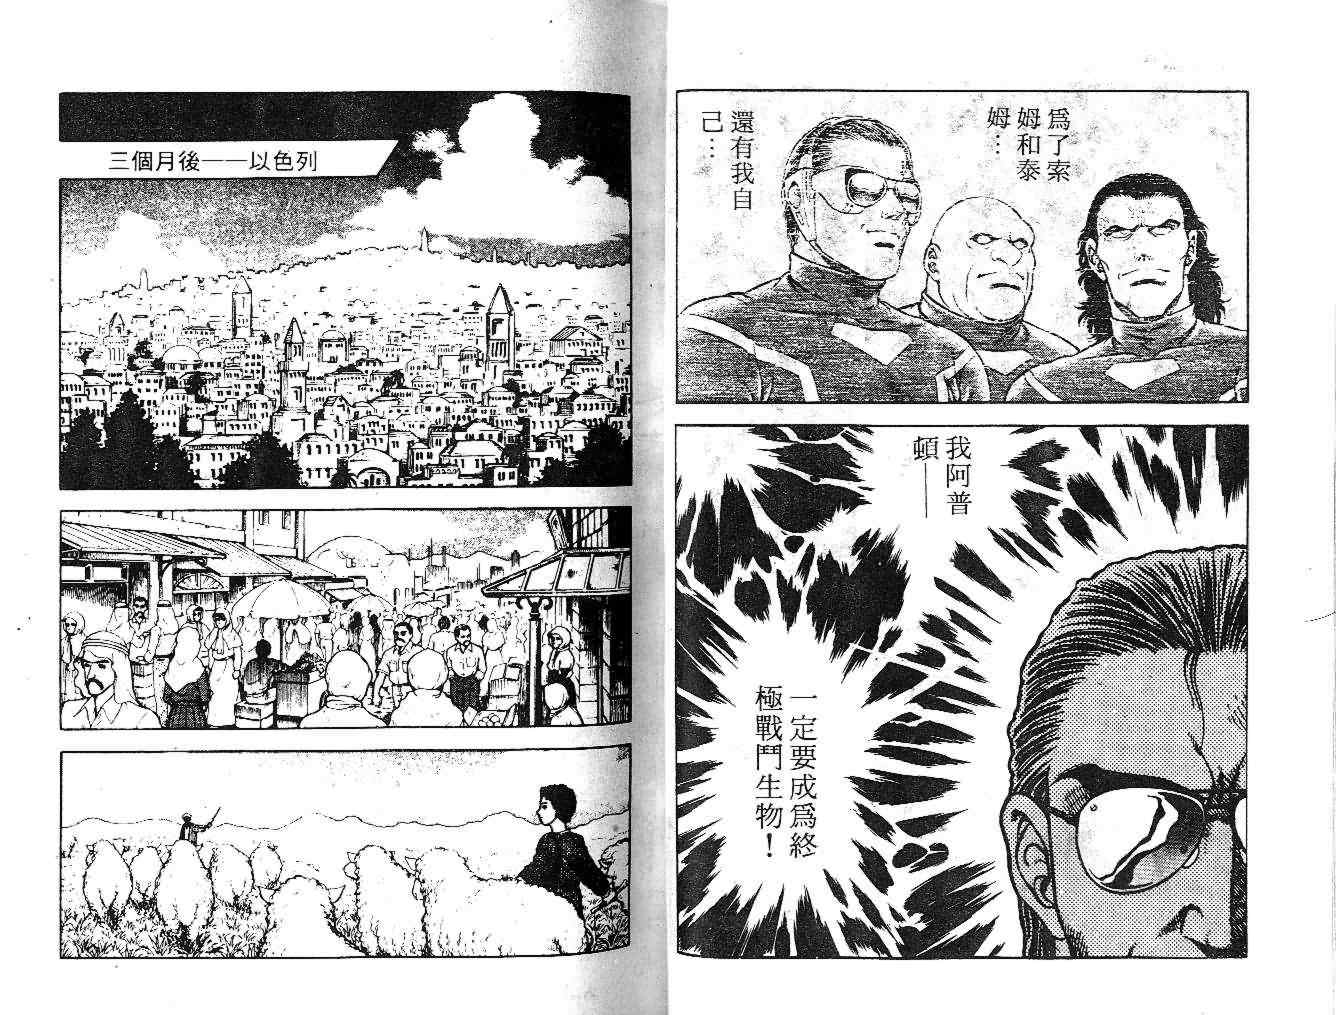 爲了索
姆和泰
姆…
還有我自
己…
我阿普
頓——
一定要成爲終
極戰鬥生物！
三個月後——以色列